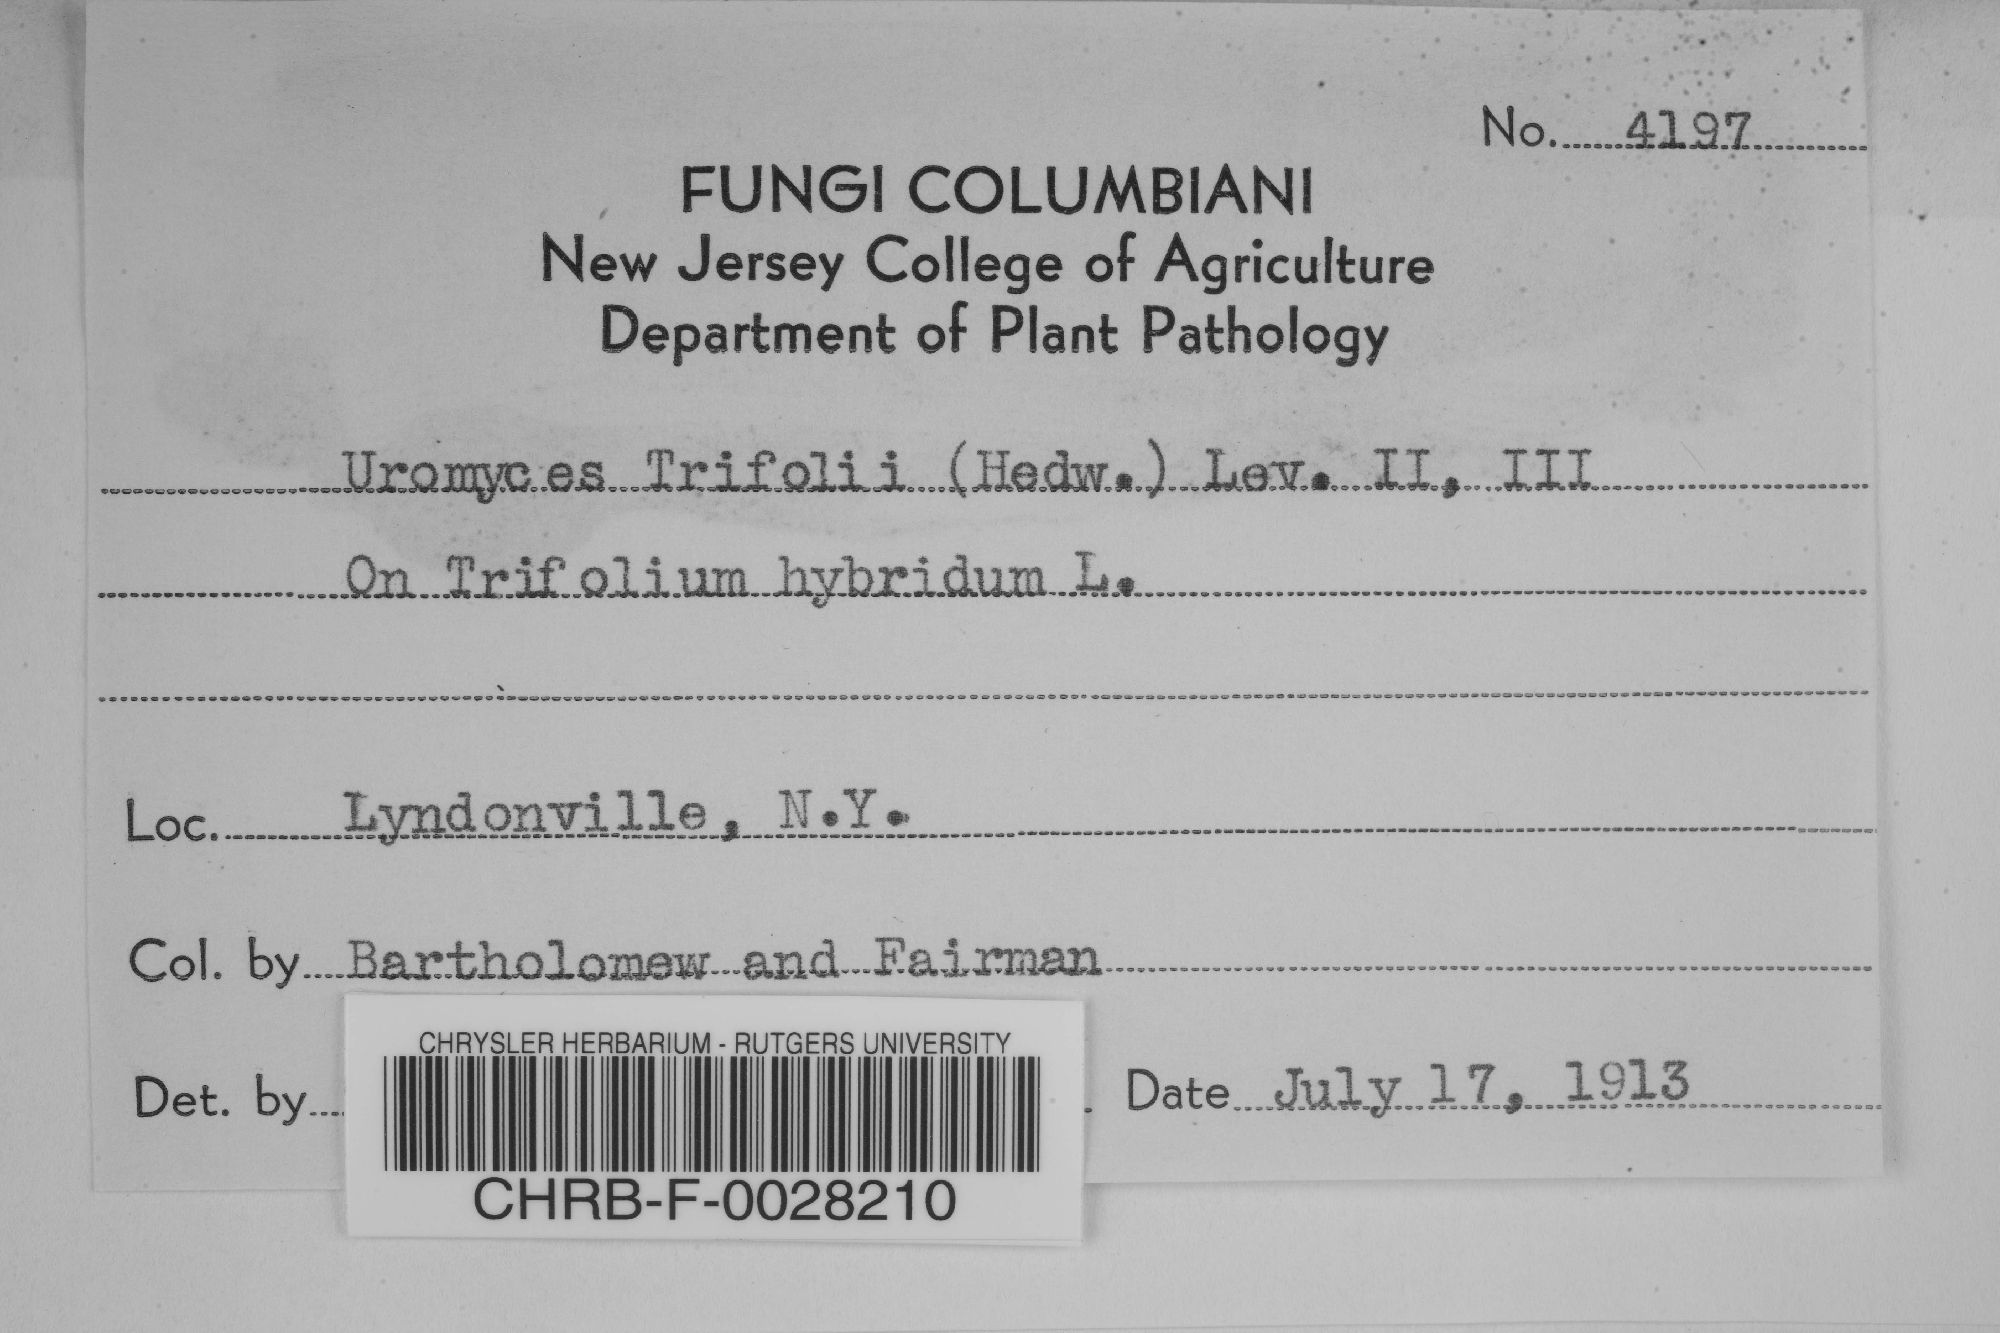 No. 4197
FUNGI COLUMBIANI
New Jersey College of Agriculture
Department of Plant Pathology
Uromyces Trifolii (Hedw.) Lev. II, III
On Trifolium hybridum L.
Loc. Lyndonville, N.Y.
Col. by Bartholomew and Fairman
Det. by Date July 17, 1913
CHRYSLER HERBARIUM - RUTGERS UNIVERSITY
CHRB-F-0028210